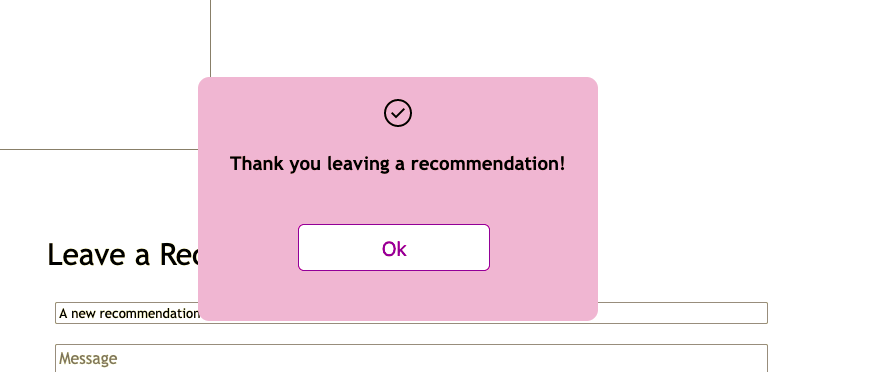 Thank you leaving a recommendation!
Ok
Leave a Rec
A new recommendation
Message